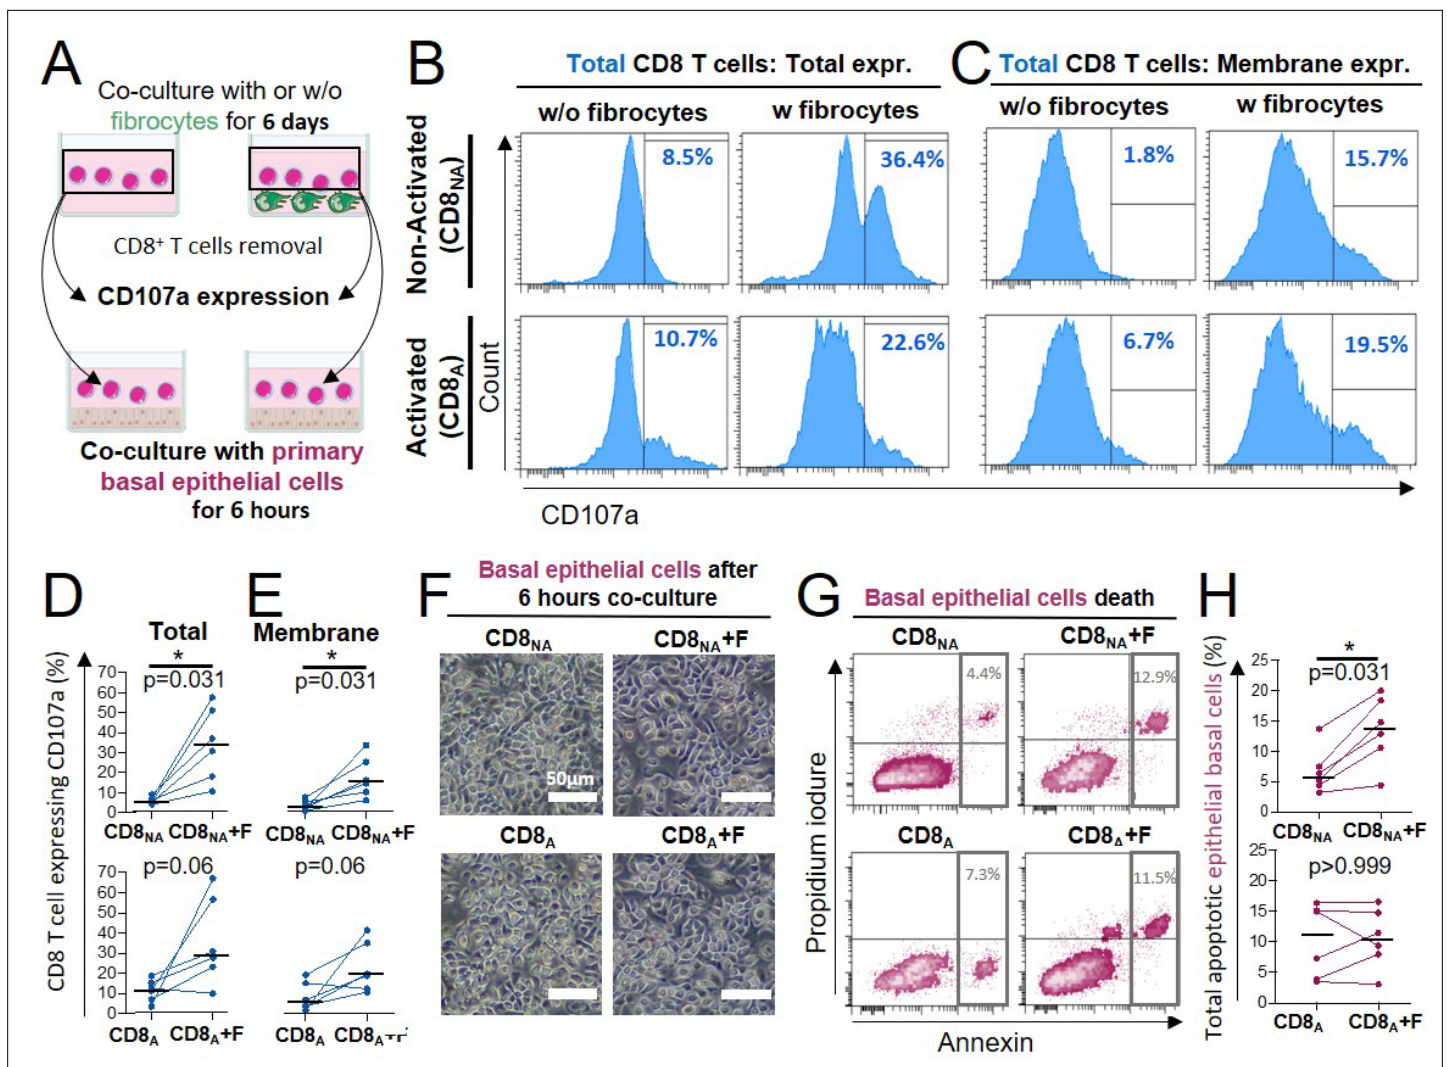 A
Co-culture with or w/o
fibrocytes for 6 days
CD8+ T cells removal
CD107a expression
Co-culture with primary
basal epithelial cells
for 6 hours
B
Total CD8 T cells: Total expr.
w/o fibrocytes
w fibrocytes
C
Total CD8 T cells: Membrane expr.
w/o fibrocytes
w fibrocytes
Non-Activated
(CD8NA)
8.5%
36.4%
1.8%
15.7%
Activated
(CD8A)
Count
10.7%
22.6%
6.7%
19.5%
CD107a
D
Total
CD8 T cell expressing CD107a (%)
*
p=0.031
70
60
50
40
30
20
10
0
CD8NA
CD8NA+F
p=0.06
70
60
50
40
30
20
10
0
CD8A
CD8A+F
E
Membrane
*
p=0.031
CD8NA
CD8NA+F
p=0.06
CD8A
CD8A+F
F
Basal epithelial cells after
6 hours co-culture
CD8NA
CD8NA+F
50µm
CD8A
CD8A+F
G
Basal epithelial cells death
CD8NA
CD8NA+F
4.4%
12.9%
CD8A
CD8A+F
7.3%
11.5%
Propidium iodure
Annexin
H
Total apoptotic epithelial basal cells (%)
*
p=0.031
25
20
15
10
5
0
CD8NA
CD8NA+F
p>0.999
25
20
15
10
5
0
CD8A
CD8A+F